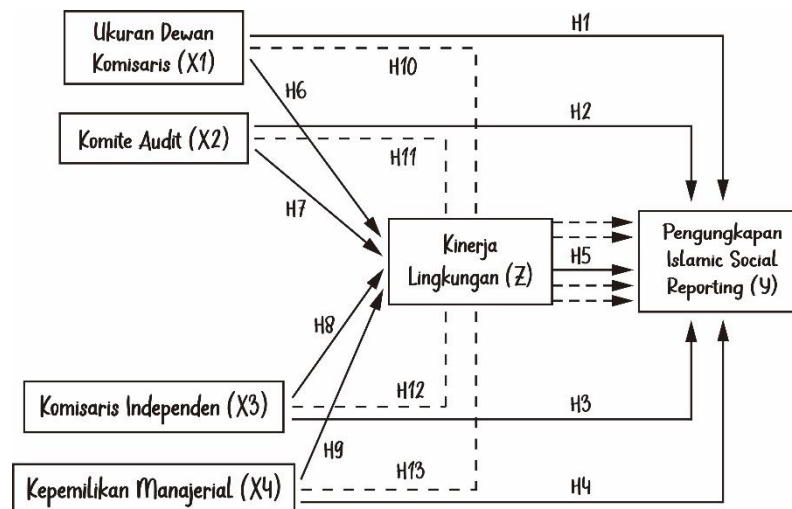 Ukuran Dewan
Komisaris (X1)
H1
H10
H6
Komite Audit (X2)
H2
H11
H7
Kinerja
Lingkungan (Z)
H5
Pengungkapan
Islamic Social
Reporting (Y)
H8
Komisaris Independen (X3)
H12
H3
H9
Kepemilikan Manajerial (X4)
H13
H4